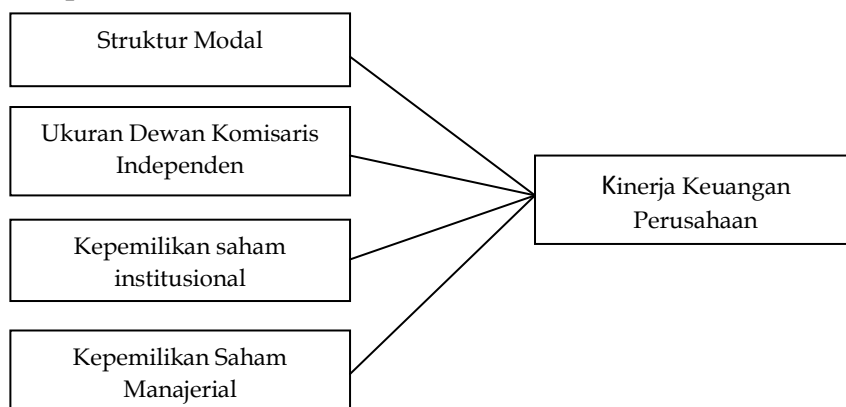 Struktur Modal
Ukuran Dewan Komisaris
Independen
Kepemilikan saham
institusional
Kepemilikan Saham
Manajerial
Kinerja Keuangan
Perusahaan